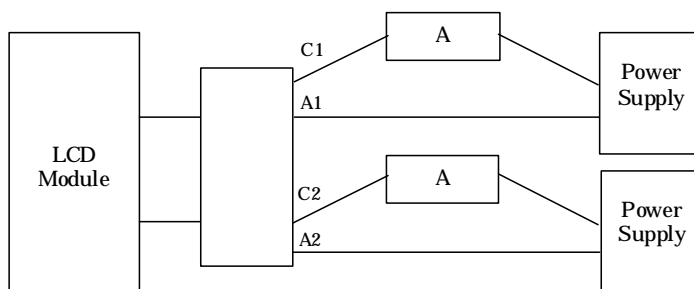 C1
A
Power
Supply
A1
LCD
Module
C2
A
Power
Supply
A2